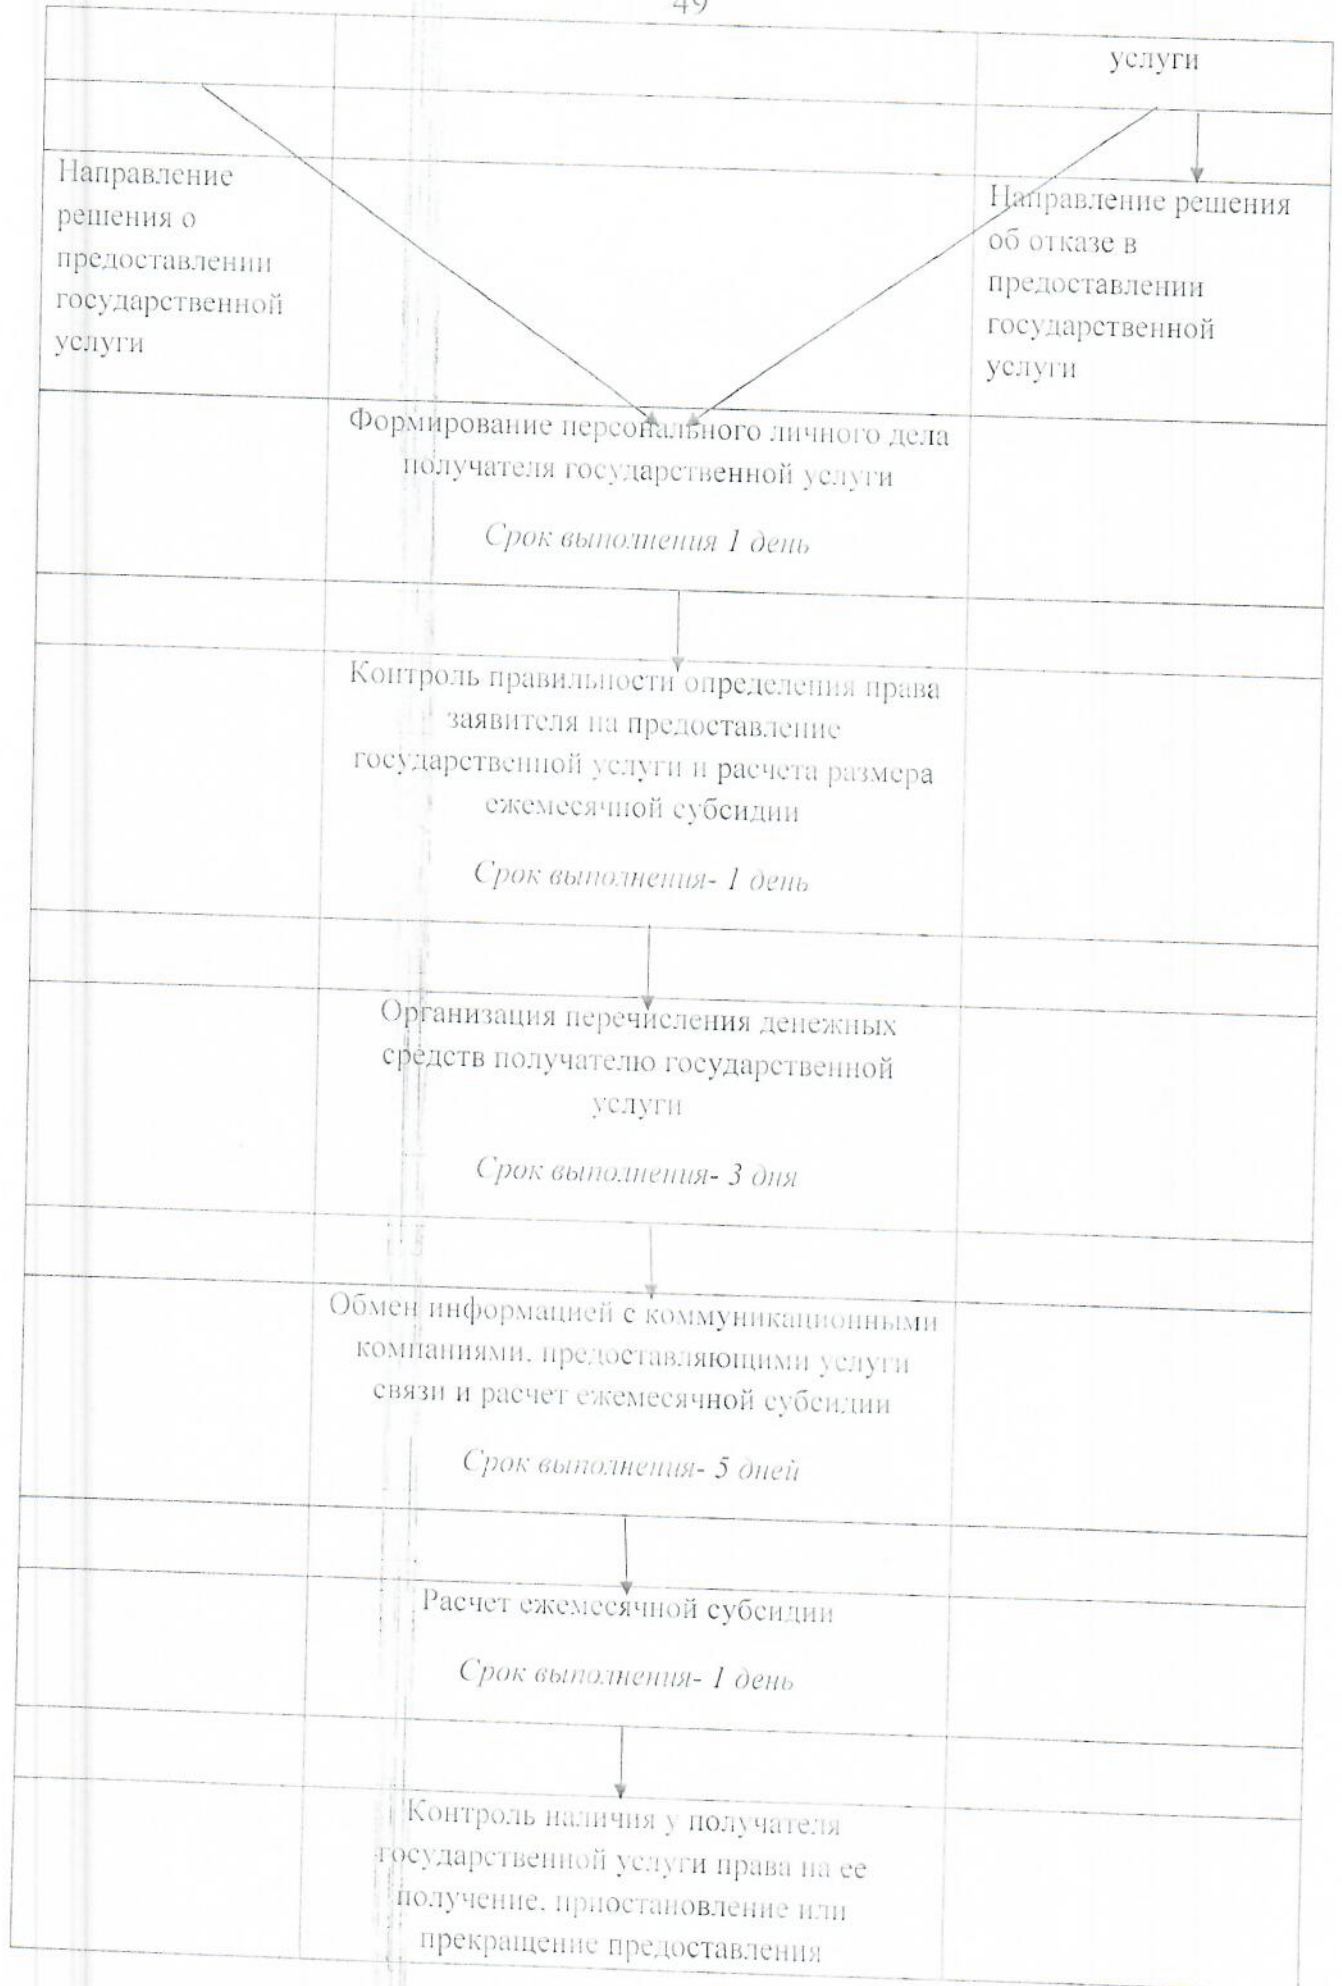 49
услуги
Направление
решения о
предоставлении
государственной
услуги
Направление решения
об отказе в
предоставлении
государственной
услуги
Формирование персонального личного дела
получателя государственной услуги
Срок выполнения 1 день
Контроль правильности определения права
заявителя на предоставление
государственной услуги и расчета размера
ежемесячной субсидии
Срок выполнения- 1 день
Организация перечисления денежных
средств получателю государственной
услуги
Срок выполнения- 3 дня
Обмен информацией с коммуникационными
компаниями, предоставляющими услуги
связи и расчет ежемесячной субсидии
Срок выполнения- 5 дней
Расчет ежемесячной субсидии
Срок выполнения- 1 день
Контроль наличия у получателя
государственной услуги права на ее
получение, приостановление или
прекращение предоставления